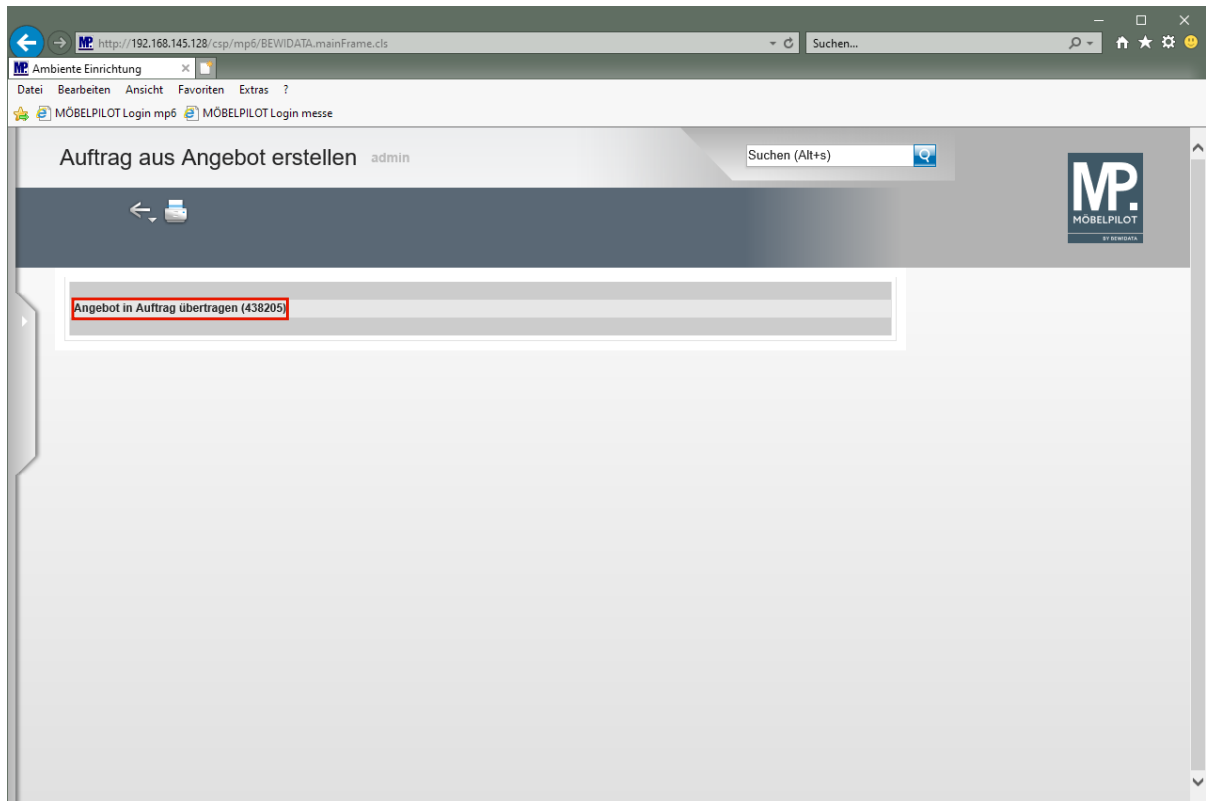 http://192.168.145.128/csp/mp6/BEWIDATA.mainFrame.cls
Suchen...
MP. Ambiente Einrichtung
Datei Bearbeiten Ansicht Favoriten Extras ?
MÖBELPILOT Login mp6 MÖBELPILOT Login messe
Auftrag aus Angebot erstellen admin
Suchen (Alt+s)
MP.
MÖBELPILOT
BY BEWIDATA
Angebot in Auftrag übertragen (438205)